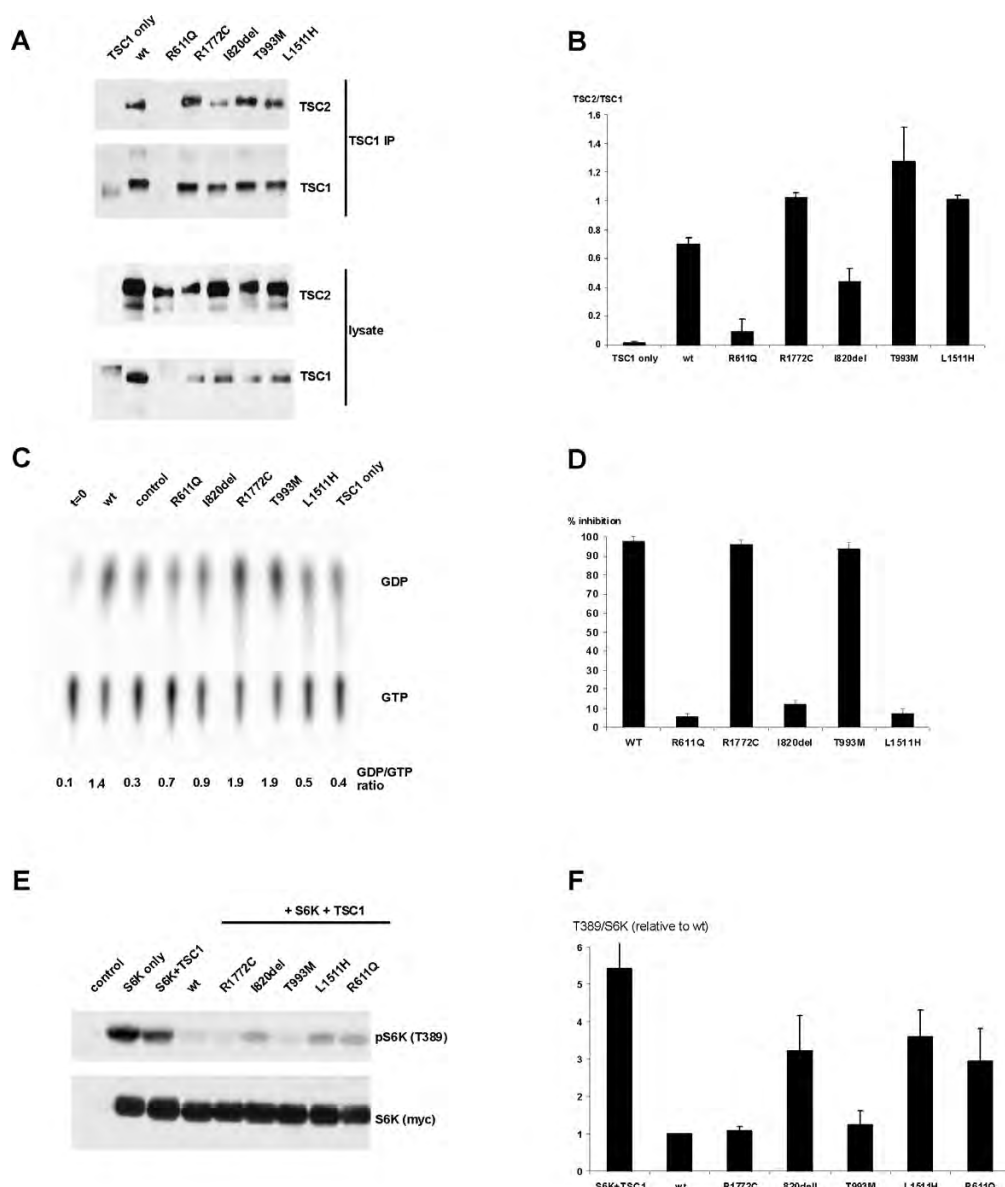 A
TSC1 only
wt
R611Q
R1772C
I820del
T993M
L1511H
TSC2
TSC1 IP
TSC1
TSC2
lysate
TSC1
B
TSC2/TSC1
1.6
1.4
1.2
1
0.8
0.6
0.4
0.2
0
TSC1 only wt R611Q R1772C I820del T993M L1511H
C
t=0
wt
control
R611Q
I820del
R1772C
T993M
L1511H
TSC1 only
GDP
GTP
0.1 1.4 0.3 0.7 0.9 1.9 1.9 0.5 0.4 GDP/GTP
ratio
D
% inhibition
100
90
80
70
60
50
40
30
20
10
0
WT R611Q R1772C I820del T993M L1511H
E
+ S6K + TSC1
control
S6K only
S6K+TSC1
wt
R1772C
I820del
T993M
L1511H
R611Q
pS6K (T389)
S6K (myc)
F
T389/S6K (relative to wt)
6
5
4
3
2
1
0
S6K+TSC1 wt R1772C I820dell T993M L1511H R611Q